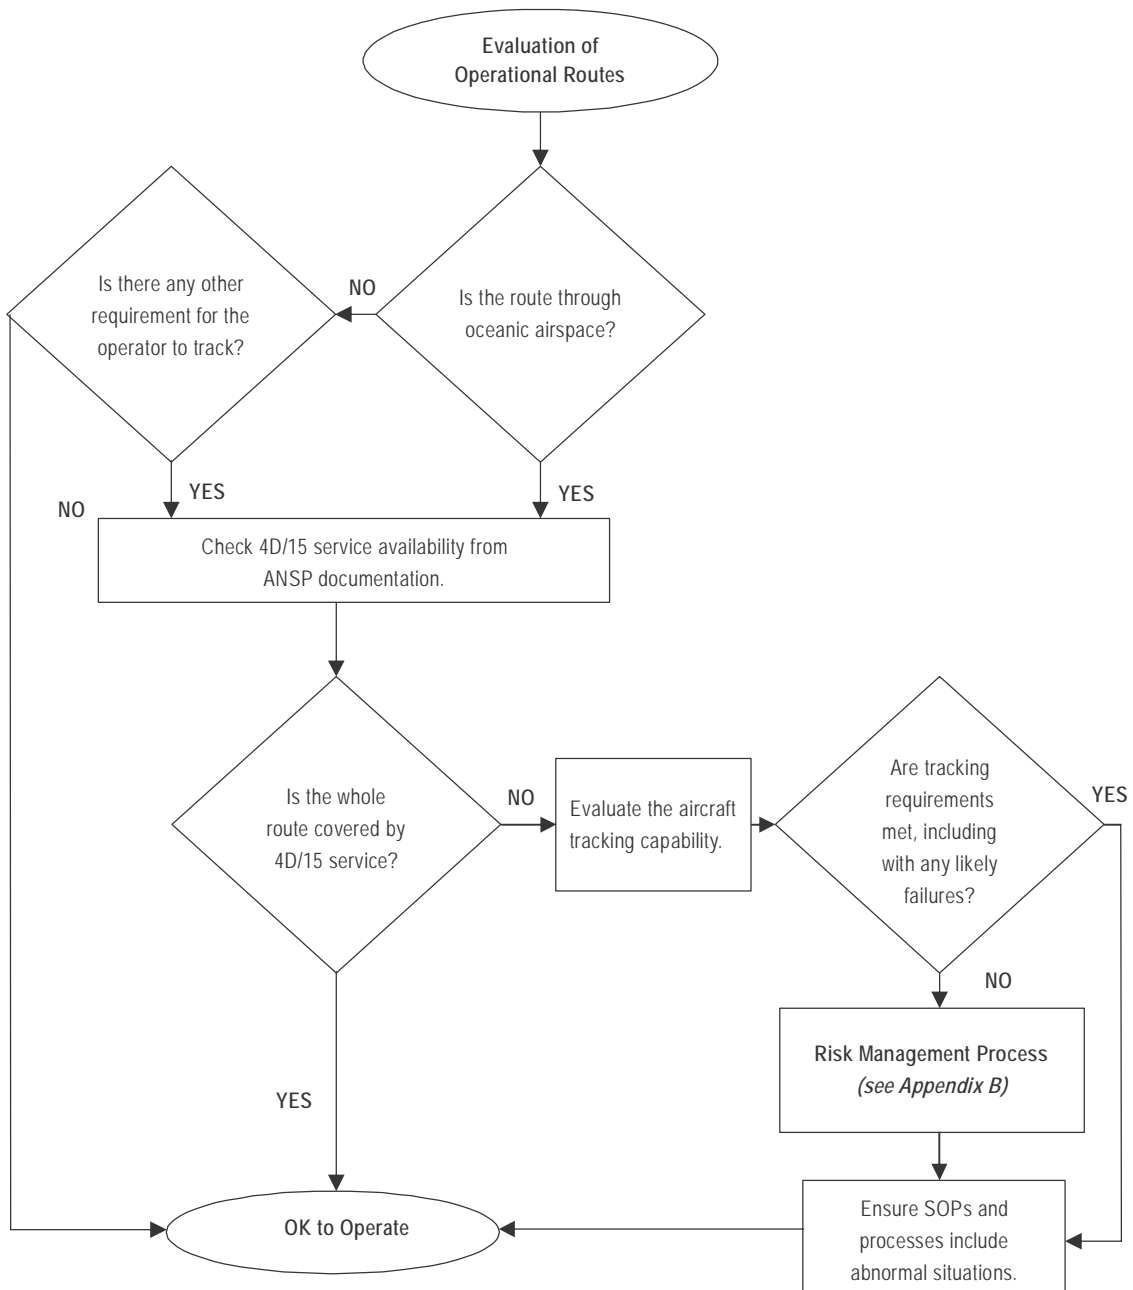 Evaluation of
Operational Routes
Is there any other
requirement for the
operator to track?
NO
Is the route through
oceanic airspace?
NO
YES
YES
Check 4D/15 service availability from
ANSP documentation.
Is the whole
route covered by
4D/15 service?
NO
Evaluate the aircraft
tracking capability.
Are tracking
requirements
met, including
with any likely
failures?
YES
NO
Risk Management Process
(see Appendix B)
YES
OK to Operate
Ensure SOPs and
processes include
abnormal situations.